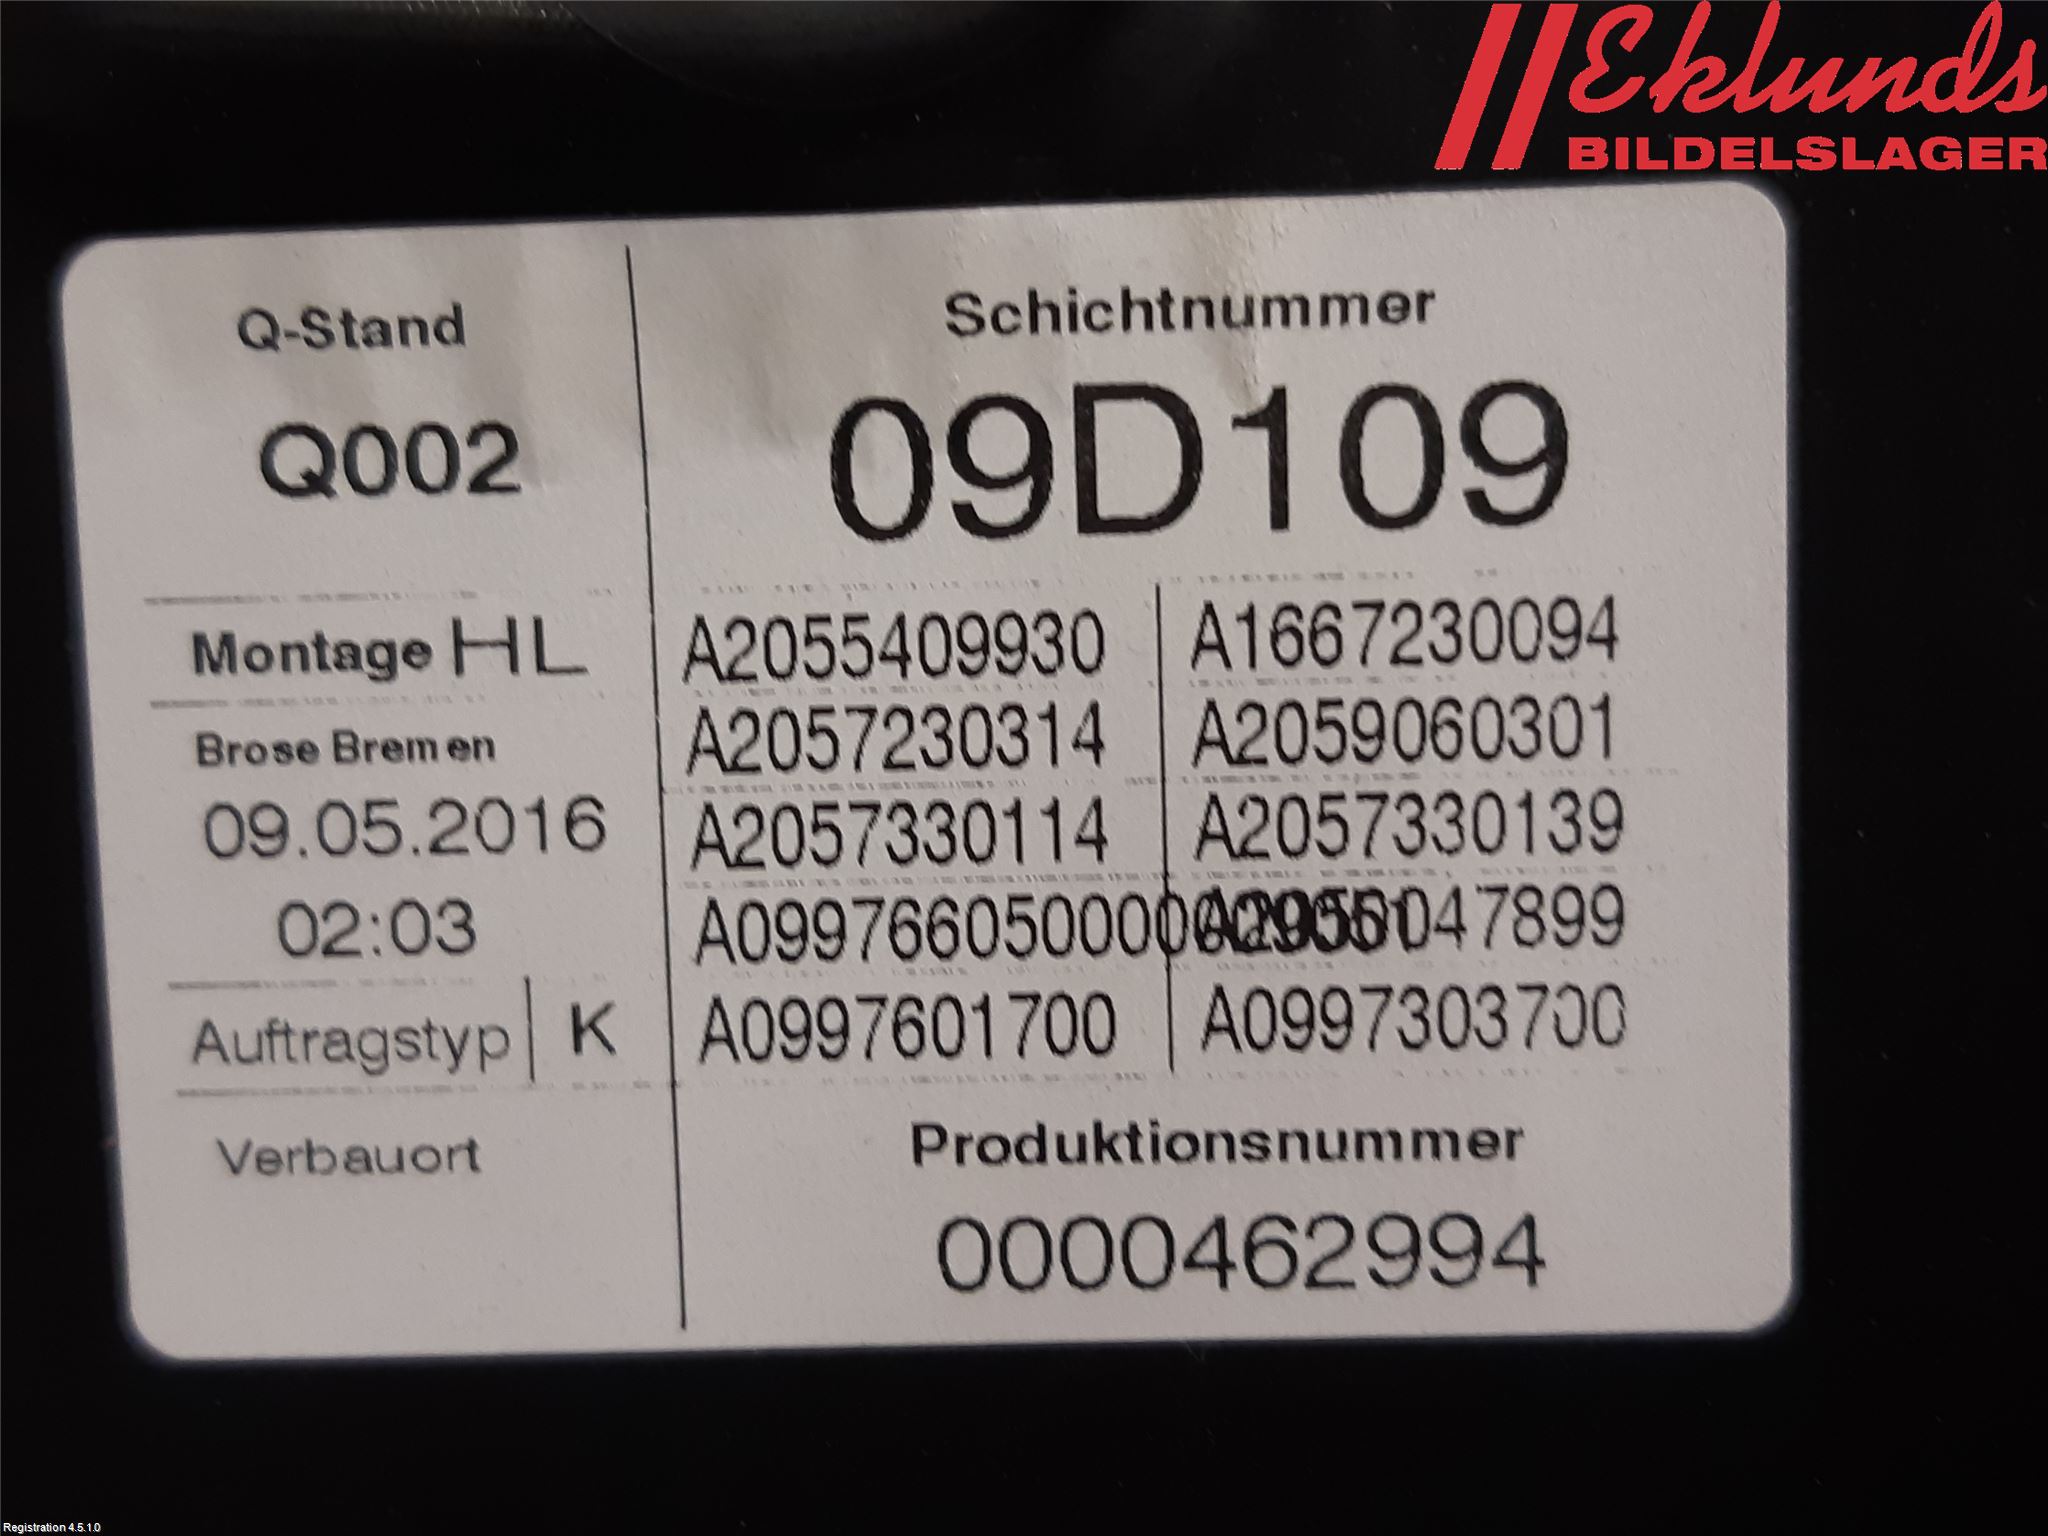 Eklunds
BILDELSLAGER
Q-Stand
Q002
Montage HL
Brose Bremen
09.05.2016
02:03
Auftragstyp K
Verbauort
Schichtnummer
09D109
A2055409930 A1667230094
A2057230314 A2059060301
A2057330114 A2057330139
A0997601700 A0997303700
Produktionsnummer
0000462994
Registration 4.5.1.0